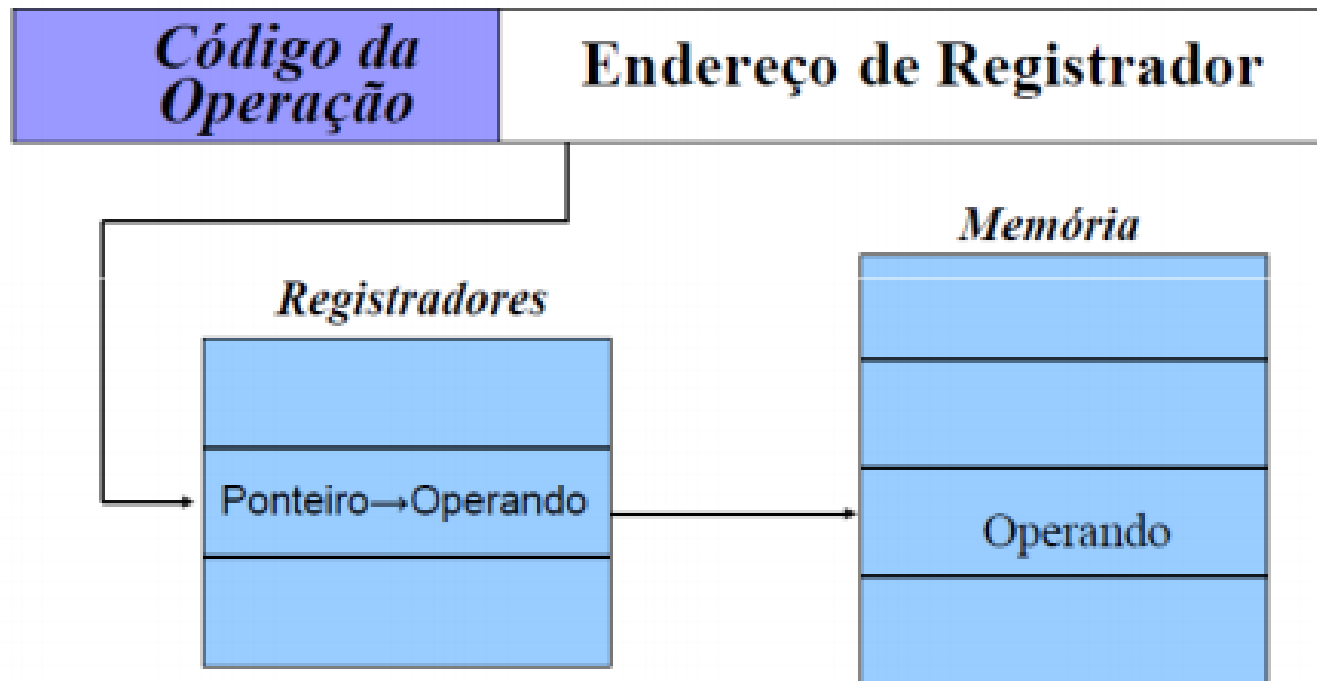 Código da
Operação
Endereço de Registrador
Memória
Registradores
Ponteiro→Operando
Operando